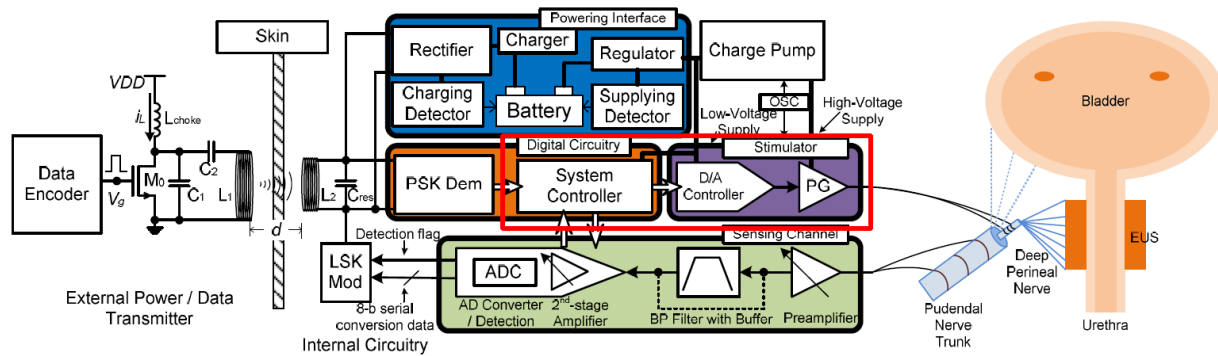 Powering Interface
Skin
Rectifier
Charger
Regulator
Charge Pump
VDD
Charging
Detector
Battery
Supplying
Detector
OSC
High-Voltage
Supply
Bladder
iL
Lchoke
Low-Voltage
Supply
Digital Circuitry
Stimulator
Data
Encoder
Vg
M0
C1
C2
L1
L2
Cres
PSK Dem
System
Controller
D/A
Controller
PG
d
Detection flag
Sensing Channel
EUS
LSK
Mod
ADC
Deep
Perineal
Nerve
External Power / Data
Transmitter
8-b serial
conversion data
AD Converter
/ Detection
2nd-stage
Amplifier
BP Filter with Buffer
Preamplifier
Pudendal
Nerve
Trunk
Internal Circuitry
Urethra